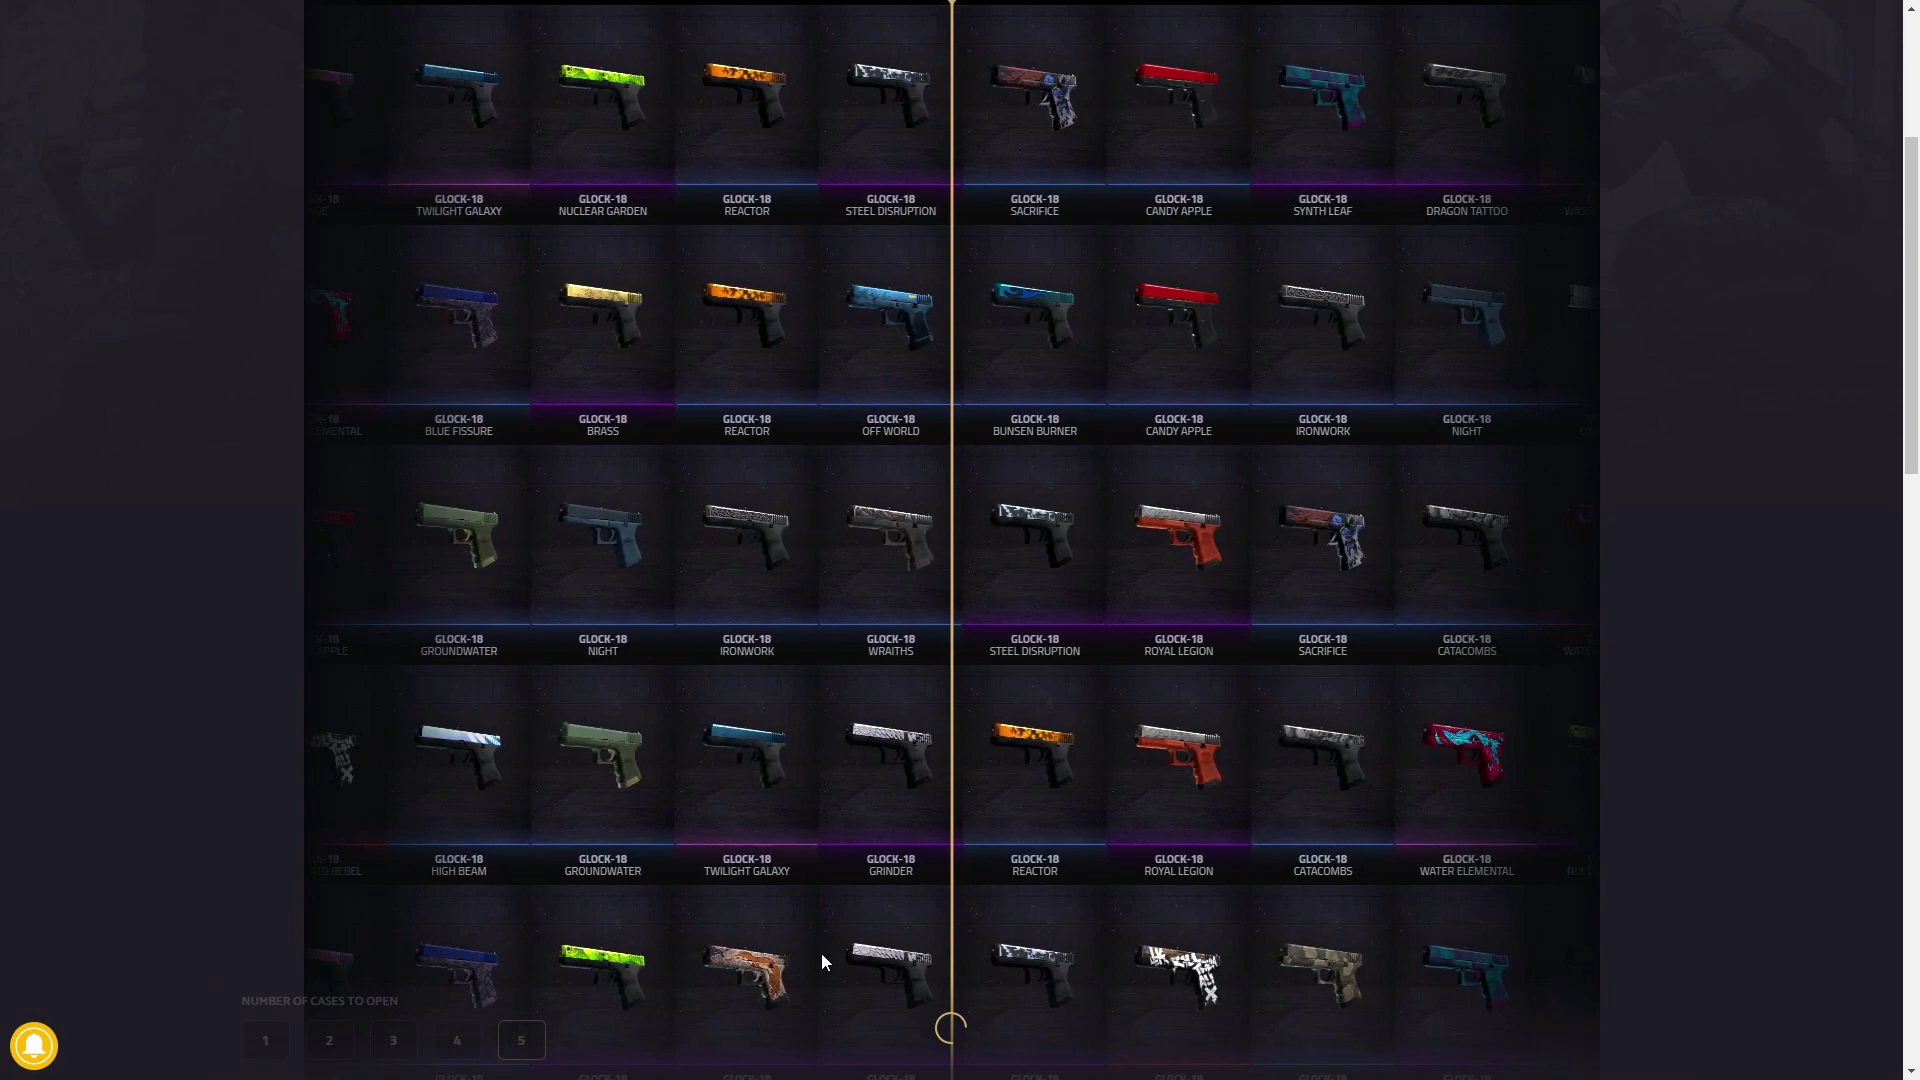 GLOCK-18 GLOCK-18 GLOCK-18 GLOCK-18 GLOCK-18 GLOCK-18 GLOCK-18 GLOCK-18
TWILIGHT GALAXY NUCLEAR GARDEN REACTOR STEEL DISRUPTION SACRIFICE CANDY APPLE SYNTH LEAF DRAGON TATTOO
GLOCK-18 GLOCK-18 GLOCK-18 GLOCK-18 GLOCK-18 GLOCK-18 GLOCK-18 GLOCK-18
BLUE FISSURE BRASS REACTOR OFF WORLD BUNSEN BURNER CANDY APPLE IRONWORK NIGHT
GLOCK-18 GLOCK-18 GLOCK-18 GLOCK-18 GLOCK-18 GLOCK-18 GLOCK-18 GLOCK-18
APPLE GROUNDWATER NIGHT IRONWORK WRAITHS STEEL DISRUPTION ROYAL LEGION SACRIFICE CATACOMBS
GLOCK-18 GLOCK-18 GLOCK-18 GLOCK-18 GLOCK-18 GLOCK-18 GLOCK-18 GLOCK-18
REBEL HIGH BEAM GROUNDWATER TWILIGHT GALAXY GRINDER REACTOR ROYAL LEGION CATACOMBS WATER ELEMENTAL
NUMBER OF CASES TO OPEN
1 2 3 4 5